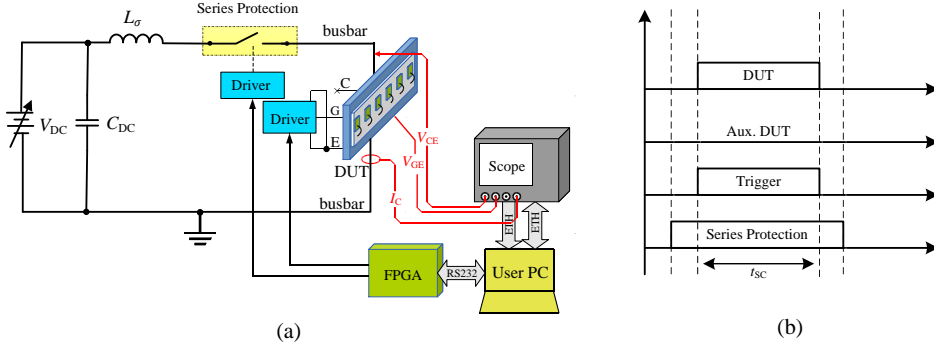 Series Protection
Lσ
busbar
Driver
C
Driver
G
E
VDC
CDC
VCE
VGE
Scope
DUT
IC
busbar
ETH
ETH
FPGA
RS232
User PC
(a)
DUT
Aux. DUT
Trigger
Series Protection
tSC
(b)